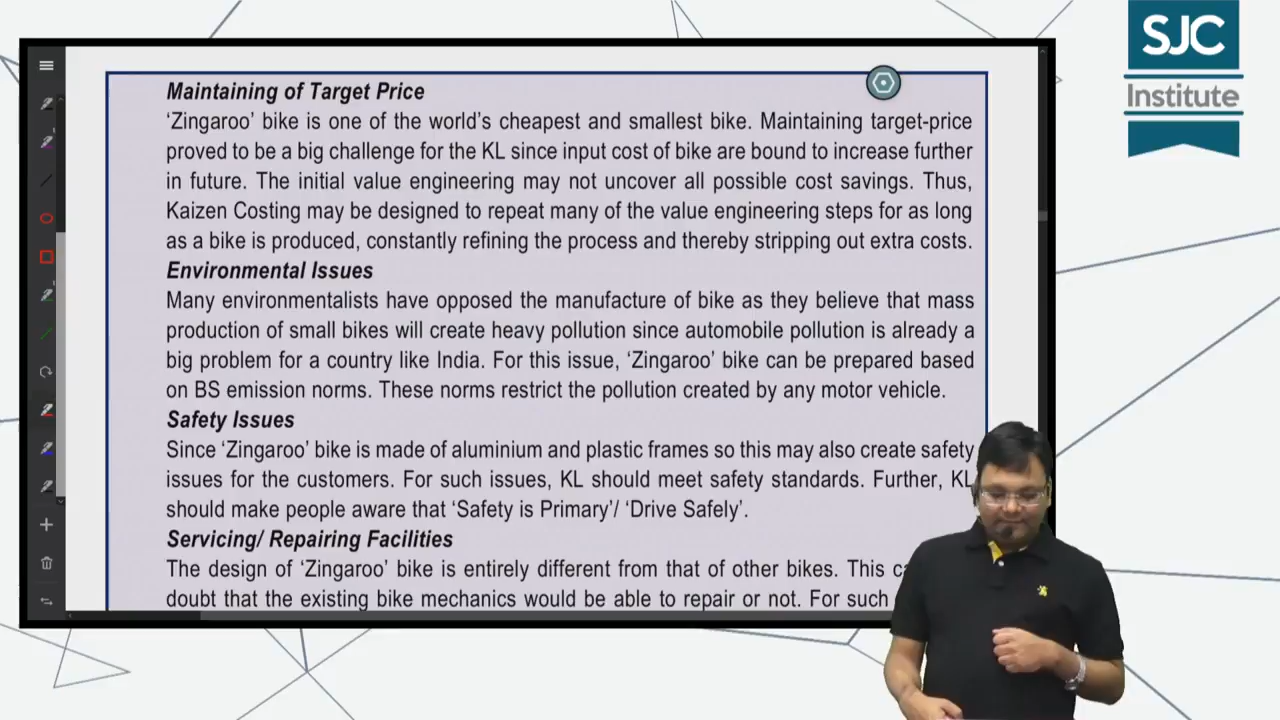 SJC
Institute
Maintaining of Target Price
‘Zingaroo’ bike is one of the world’s cheapest and smallest bike. Maintaining target-price
proved to be a big challenge for the KL since input cost of bike are bound to increase further
in future. The initial value engineering may not uncover all possible cost savings. Thus,
Kaizen Costing may be designed to repeat many of the value engineering steps for as long
as a bike is produced, constantly refining the process and thereby stripping out extra costs.
Environmental Issues
Many environmentalists have opposed the manufacture of bike as they believe that mass
production of small bikes will create heavy pollution since automobile pollution is already a
big problem for a country like India. For this issue, ‘Zingaroo’ bike can be prepared based
on BS emission norms. These norms restrict the pollution created by any motor vehicle.
Safety Issues
Since ‘Zingaroo’ bike is made of aluminium and plastic frames so this may also create safety
issues for the customers. For such issues, KL should meet safety standards. Further, KL
should make people aware that ‘Safety is Primary’/ ‘Drive Safely’.
Servicing/ Repairing Facilities
The design of ‘Zingaroo’ bike is entirely different from that of other bikes. This
doubt that the existing bike mechanics would be able to repair or not. For such